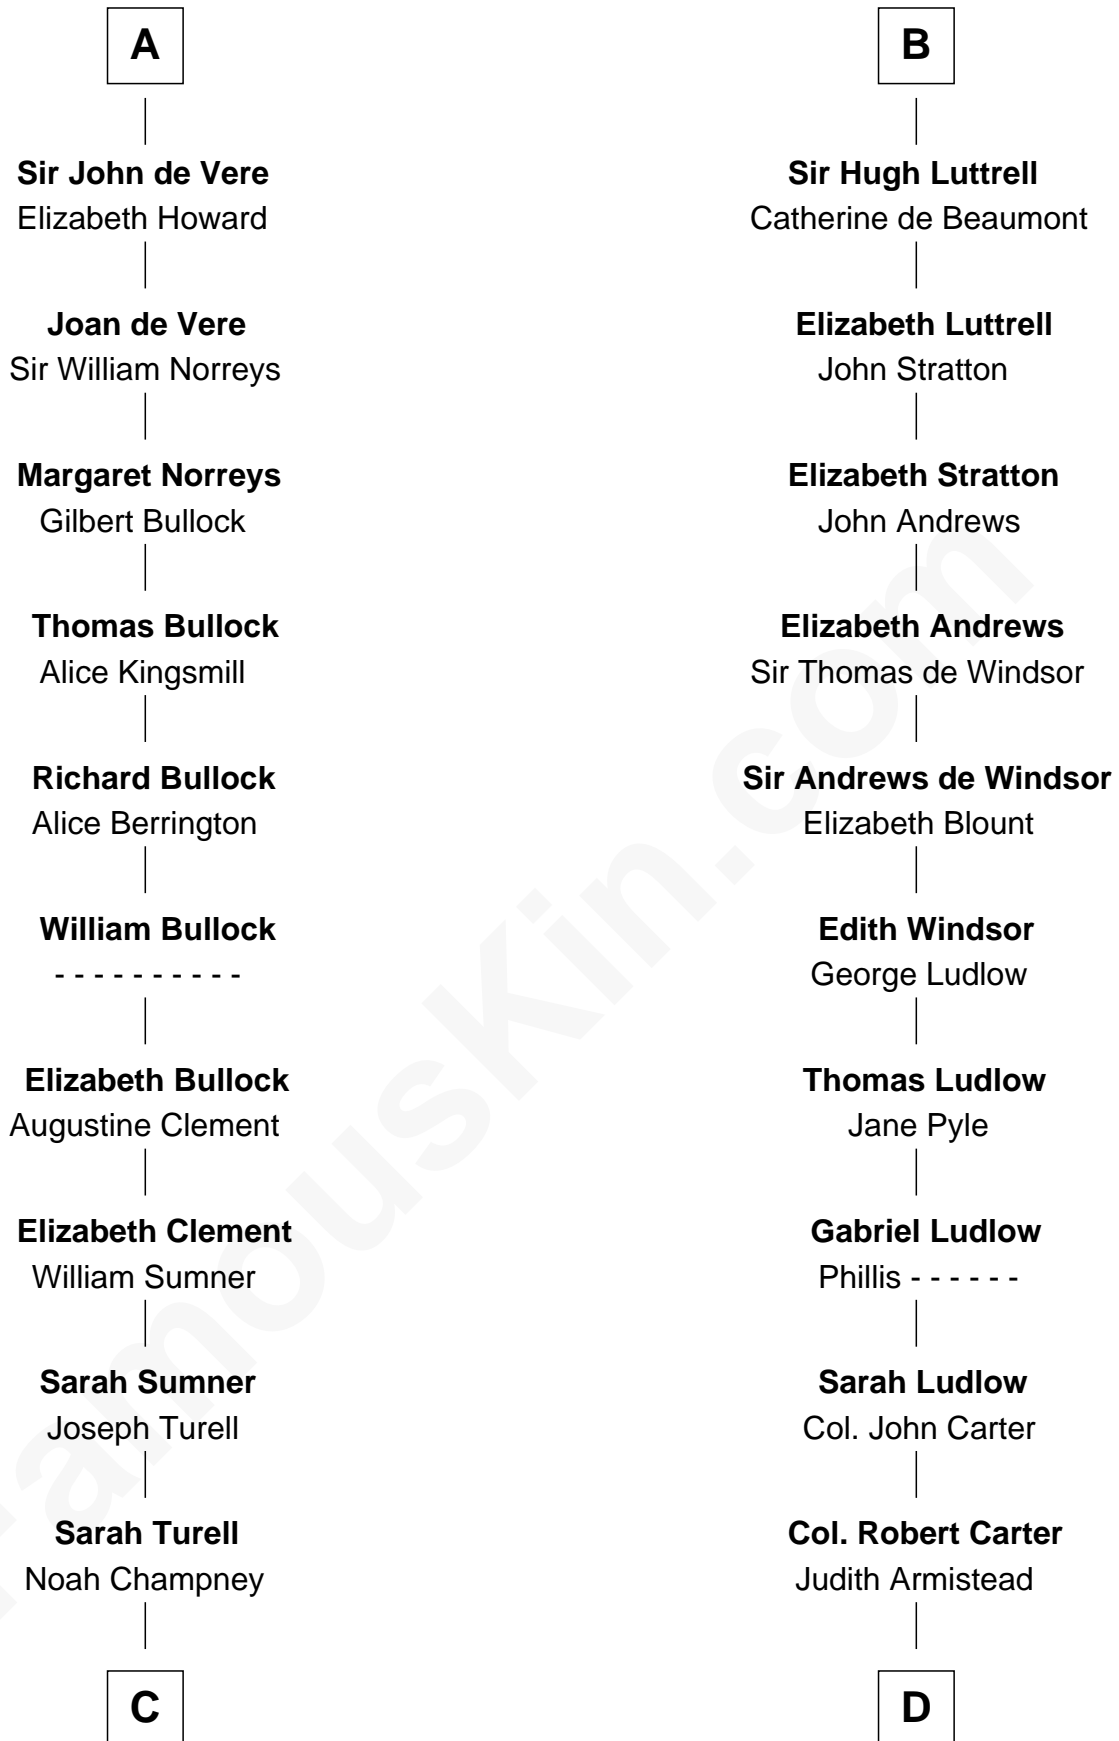 A
Sir John de Vere
Elizabeth Howard
Joan de Vere
Sir William Norreys
Margaret Norreys
Gilbert Bullock
Thomas Bullock
Alice Kingsmill
Richard Bullock
Alice Berrington
William Bullock
- - - - - - - - - -
Elizabeth Bullock
Augustine Clement
Elizabeth Clement
William Sumner
Sarah Sumner
Joseph Turell
Sarah Turell
Noah Champney
C
B
Sir Hugh Luttrell
Catherine de Beaumont
Elizabeth Luttrell
John Stratton
Elizabeth Stratton
John Andrews
Elizabeth Andrews
Sir Thomas de Windsor
Sir Andrews de Windsor
Elizabeth Blount
Edith Windsor
George Ludlow
Thomas Ludlow
Jane Pyle
Gabriel Ludlow
Phillis - - - - - -
Sarah Ludlow
Col. John Carter
Col. Robert Carter
Judith Armistead
D
FamousKin.com